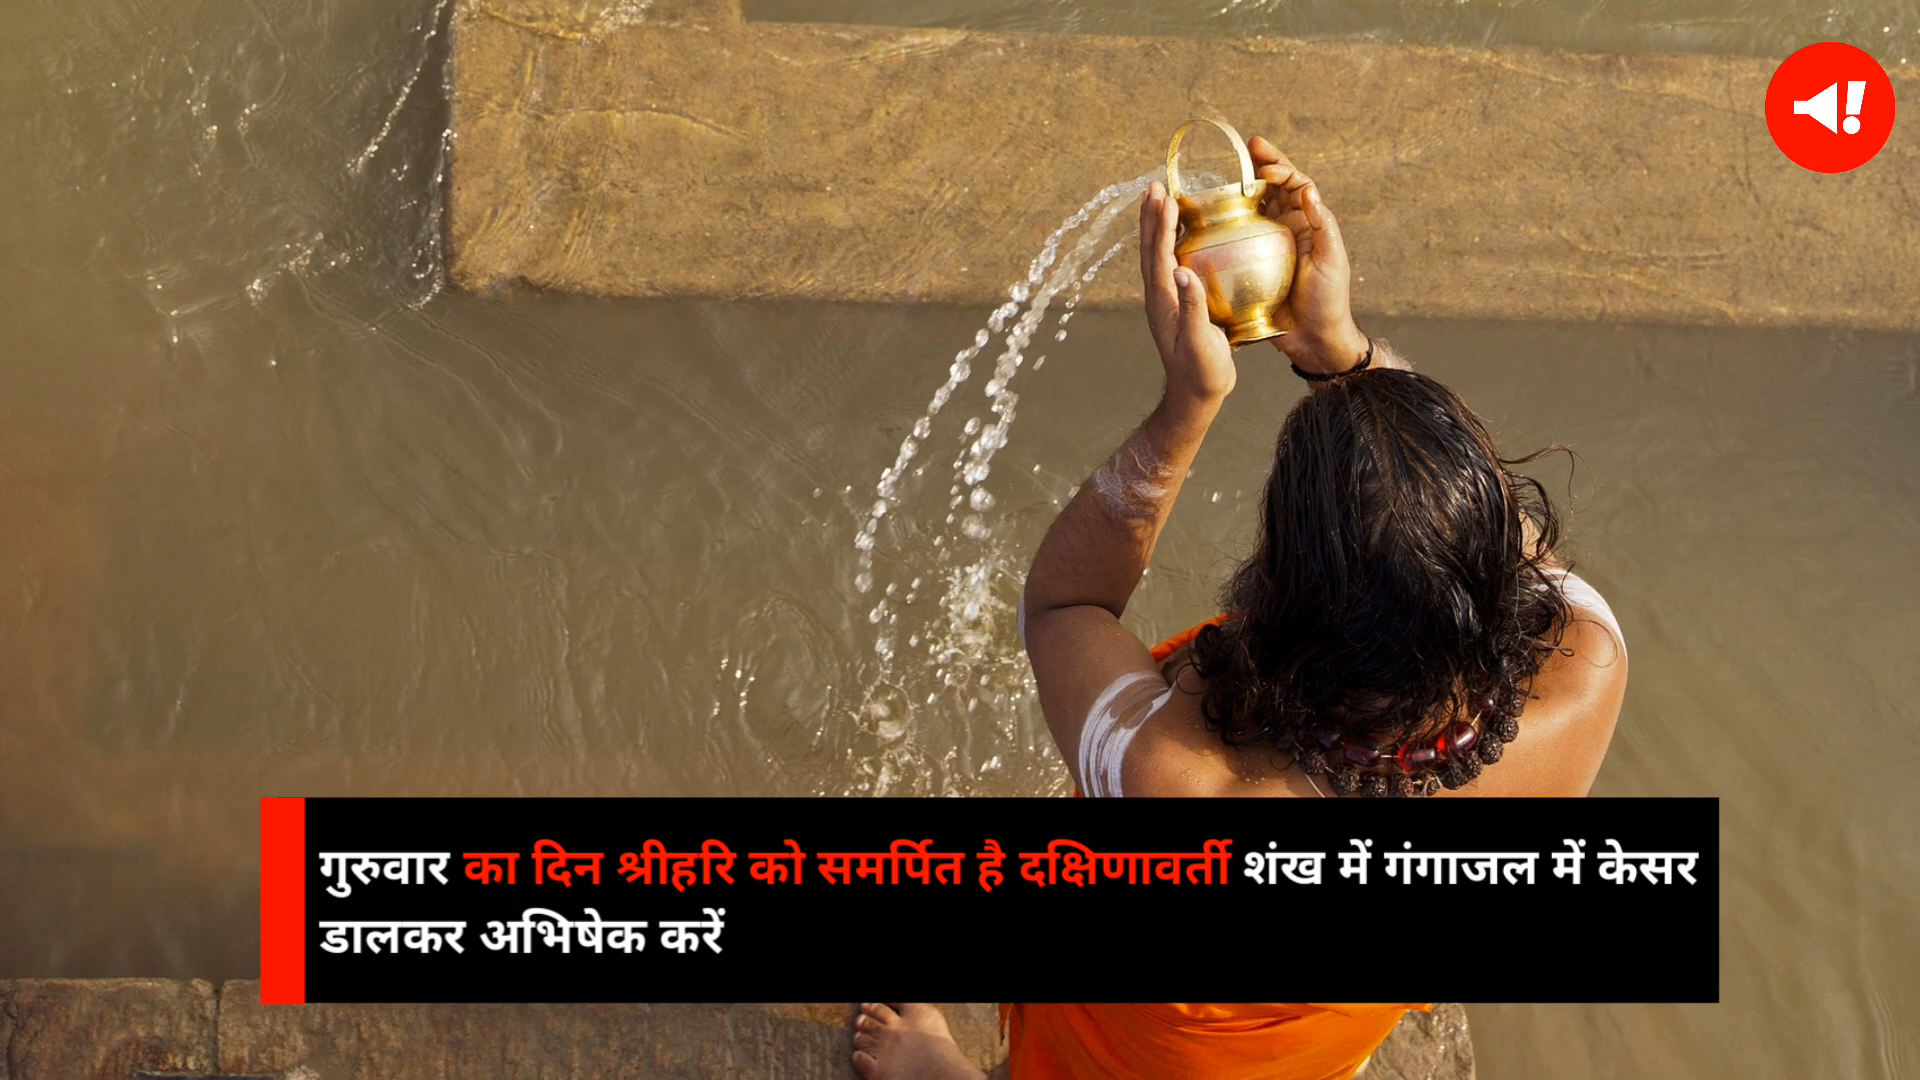 गुरुवार का दिन श्रीहरि को समर्पित है दक्षिणावर्ती शंख में गंगाजल में केसर
डालकर अभिषेक करें